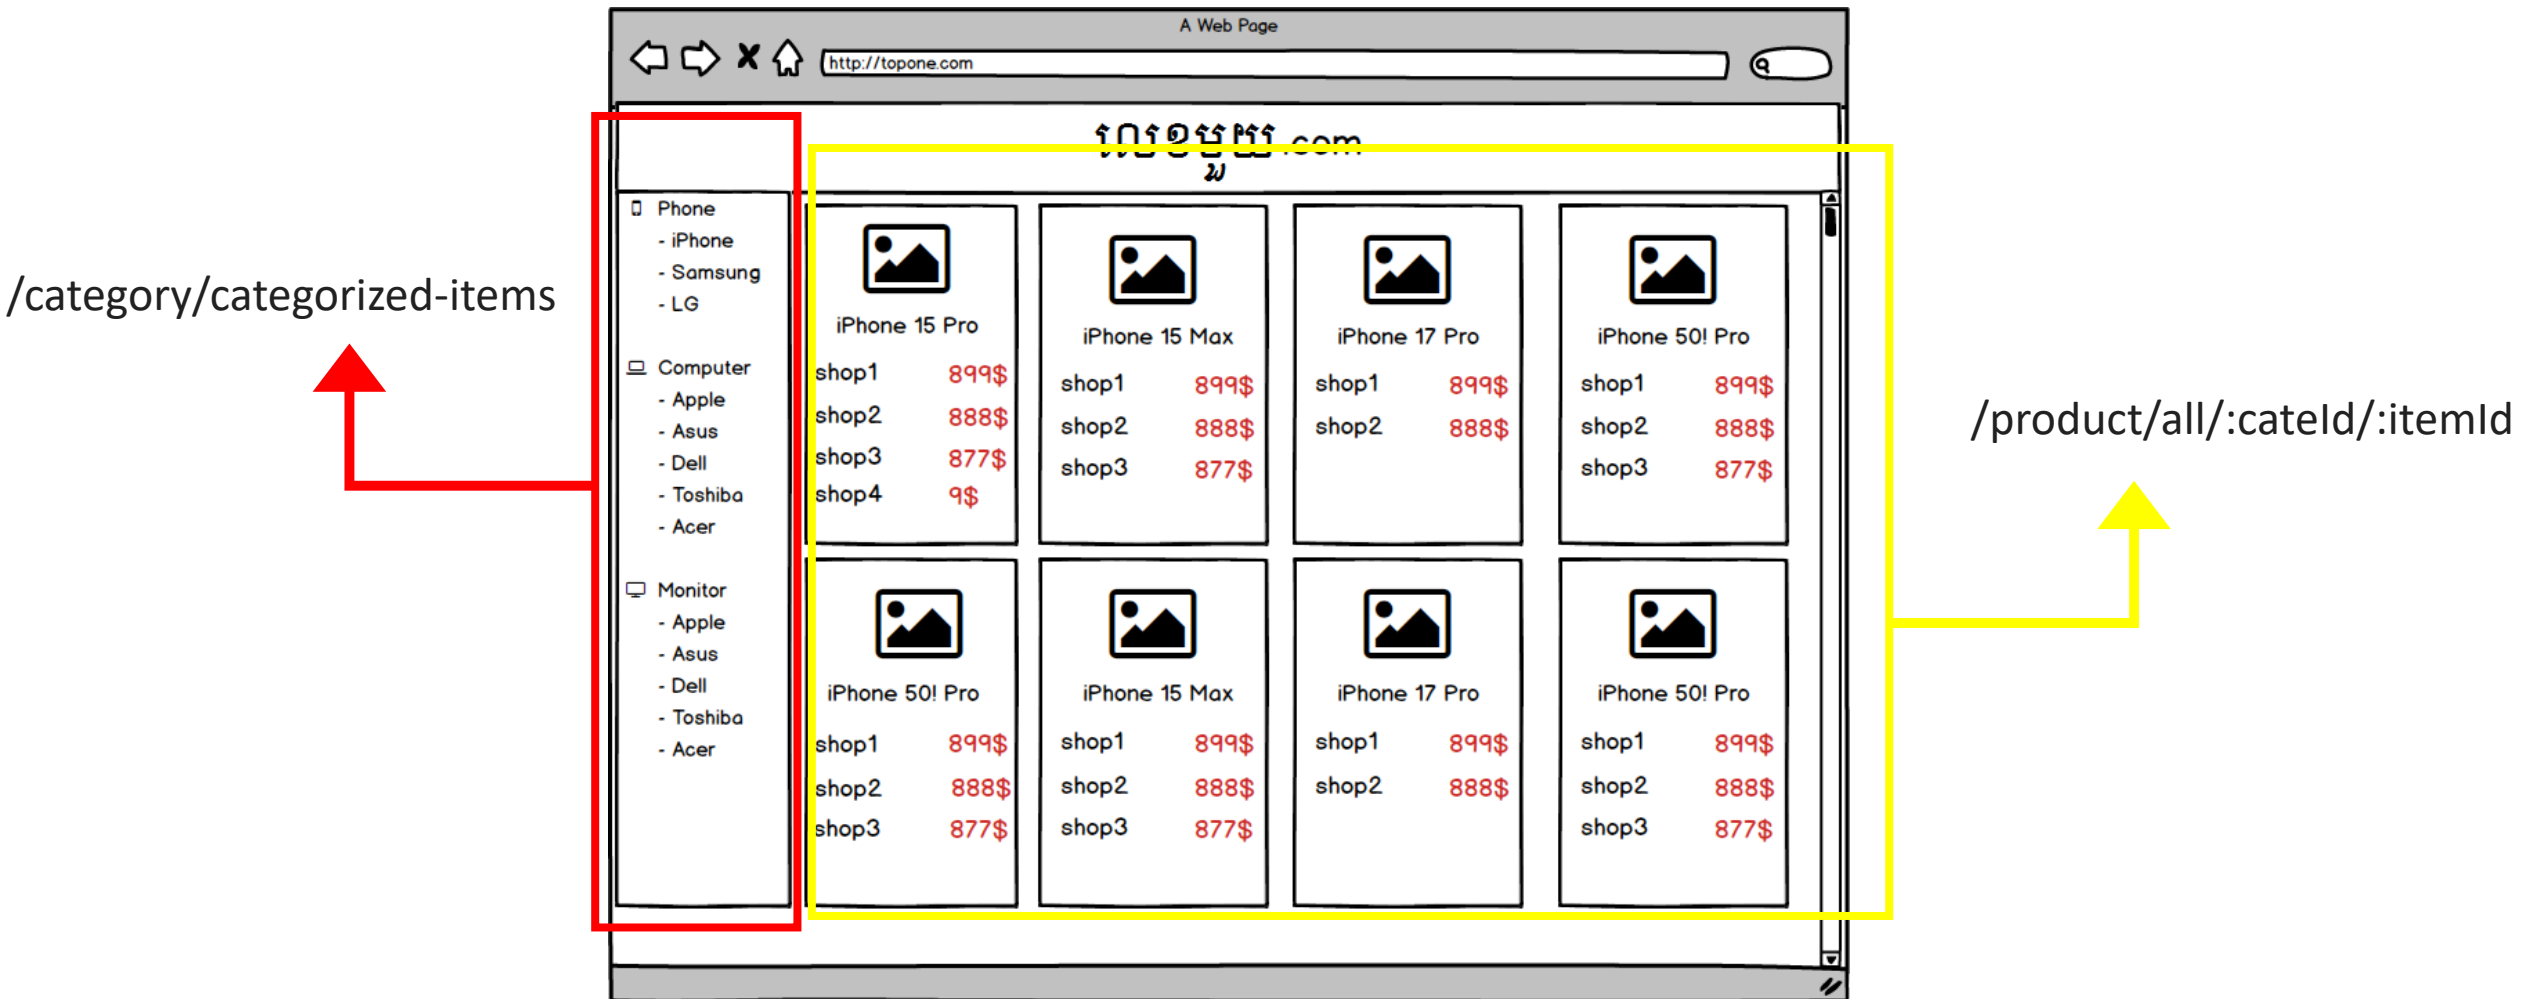 A Web Page
http://topone.com
លេខមួយ.com
/category/categorized-items
/product/all/:cateId/:itemId
Phone
- iPhone
- Samsung
- LG
Computer
- Apple
- Asus
- Dell
- Toshiba
- Acer
Monitor
- Apple
- Asus
- Dell
- Toshiba
- Acer
iPhone 15 Pro
shop1 899$
shop2 888$
shop3 877$
shop4 9$
iPhone 15 Max
shop1 899$
shop2 888$
shop3 877$
iPhone 17 Pro
shop1 899$
shop2 888$
iPhone 50! Pro
shop1 899$
shop2 888$
shop3 877$
iPhone 50! Pro
shop1 899$
shop2 888$
shop3 877$
iPhone 15 Max
shop1 899$
shop2 888$
shop3 877$
iPhone 17 Pro
shop1 899$
shop2 888$
iPhone 50! Pro
shop1 899$
shop2 888$
shop3 877$